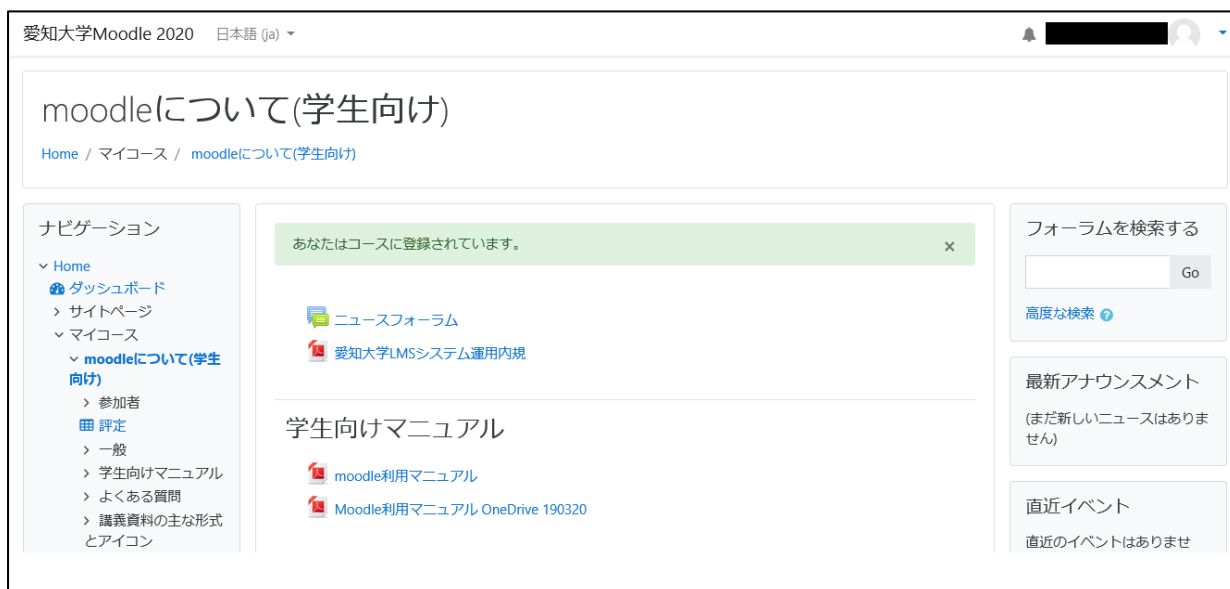 愛知大学Moodle 2020 日本語 (ja)
moodleについて(学生向け)
Home / マイコース / moodleについて(学生向け)
ナビゲーション
Home
ダッシュボード
サイトページ
マイコース
moodleについて(学生
向け)
参加者
評定
一般
学生向けマニュアル
よくある質問
講義資料の主な形式
とアイコン
あなたはコースに登録されています。 ×
ニュースフォーラム
愛知大学LMSシステム運用内規
学生向けマニュアル
moodle利用マニュアル
Moodle利用マニュアル OneDrive 190320
フォーラムを検索する
Go
高度な検索 ?
最新アナウンスメント
(まだ新しいニュースはありま
せん)
直近イベント
直近のイベントはありませ